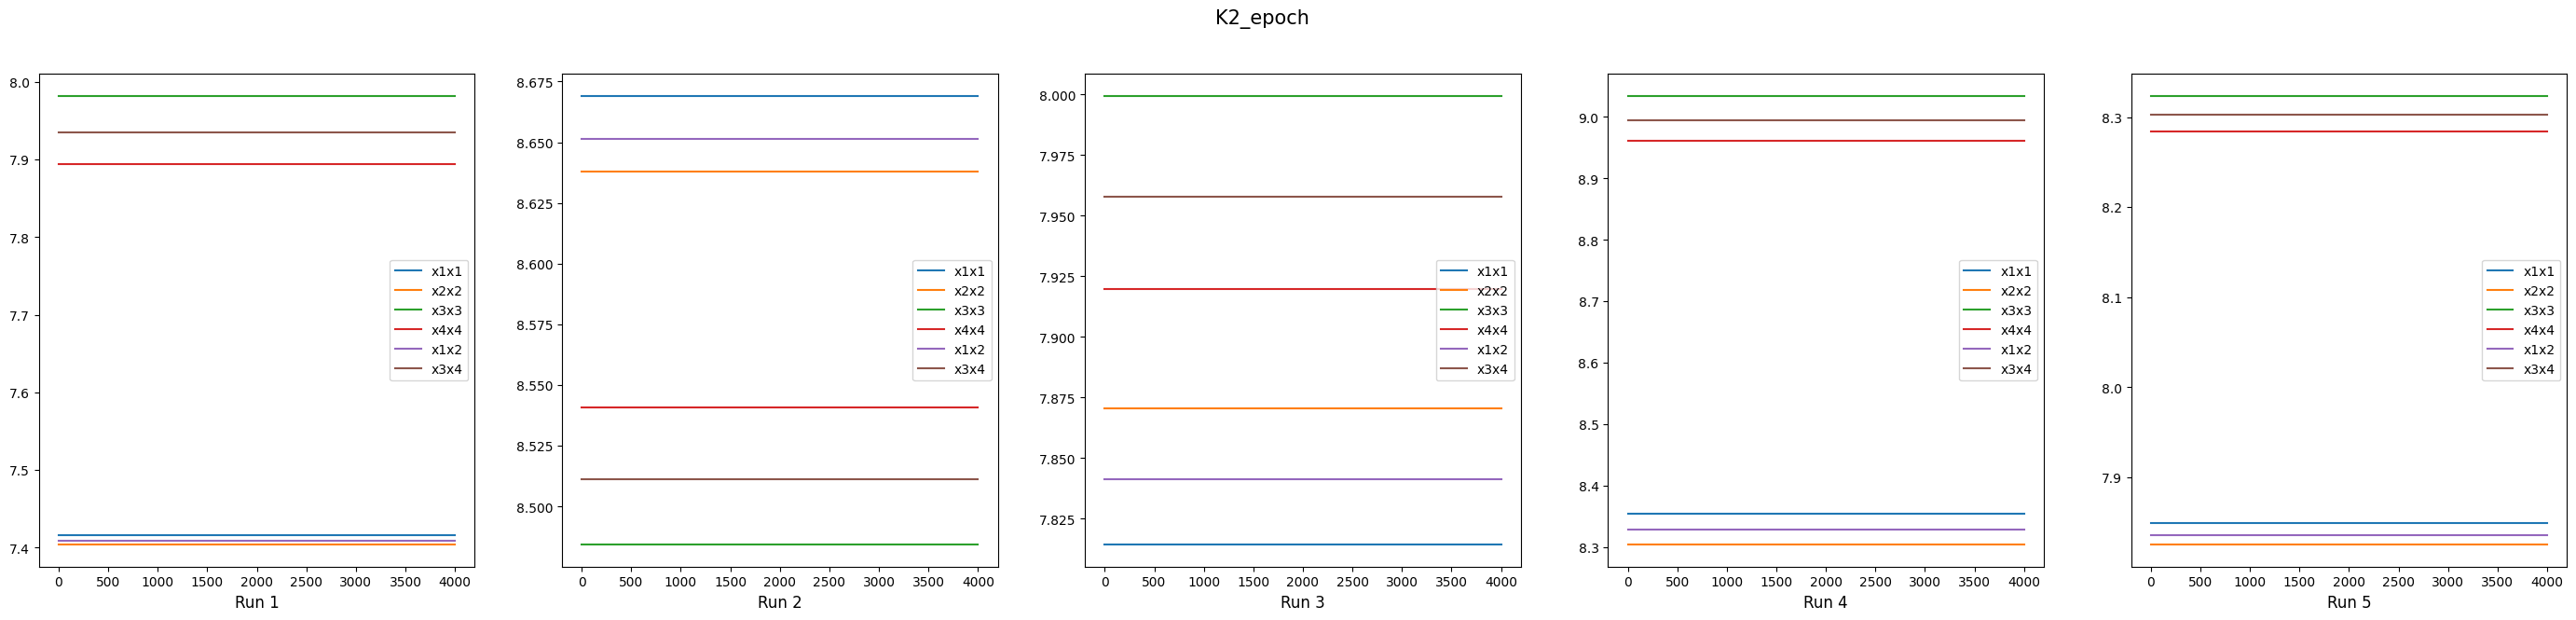 K2_epoch
8.0
7.9
7.8
7.7
7.6
7.5
7.4
0 500 1000 1500 2000 2500 3000 3500 4000
Run 1
x1x1
x2x2
x3x3
x4x4
x1x2
x3x4
8.675
8.650
8.625
8.600
8.575
8.550
8.525
8.500
0 500 1000 1500 2000 2500 3000 3500 4000
Run 2
x1x1
x2x2
x3x3
x4x4
x1x2
x3x4
8.000
7.975
7.950
7.925
7.900
7.875
7.850
7.825
0 500 1000 1500 2000 2500 3000 3500 4000
Run 3
x1x1
x2x2
x3x3
x4x4
x1x2
x3x4
9.0
8.9
8.8
8.7
8.6
8.5
8.4
8.3
0 500 1000 1500 2000 2500 3000 3500 4000
Run 4
x1x1
x2x2
x3x3
x4x4
x1x2
x3x4
8.3
8.2
8.1
8.0
7.9
0 500 1000 1500 2000 2500 3000 3500 4000
Run 5
x1x1
x2x2
x3x3
x4x4
x1x2
x3x4